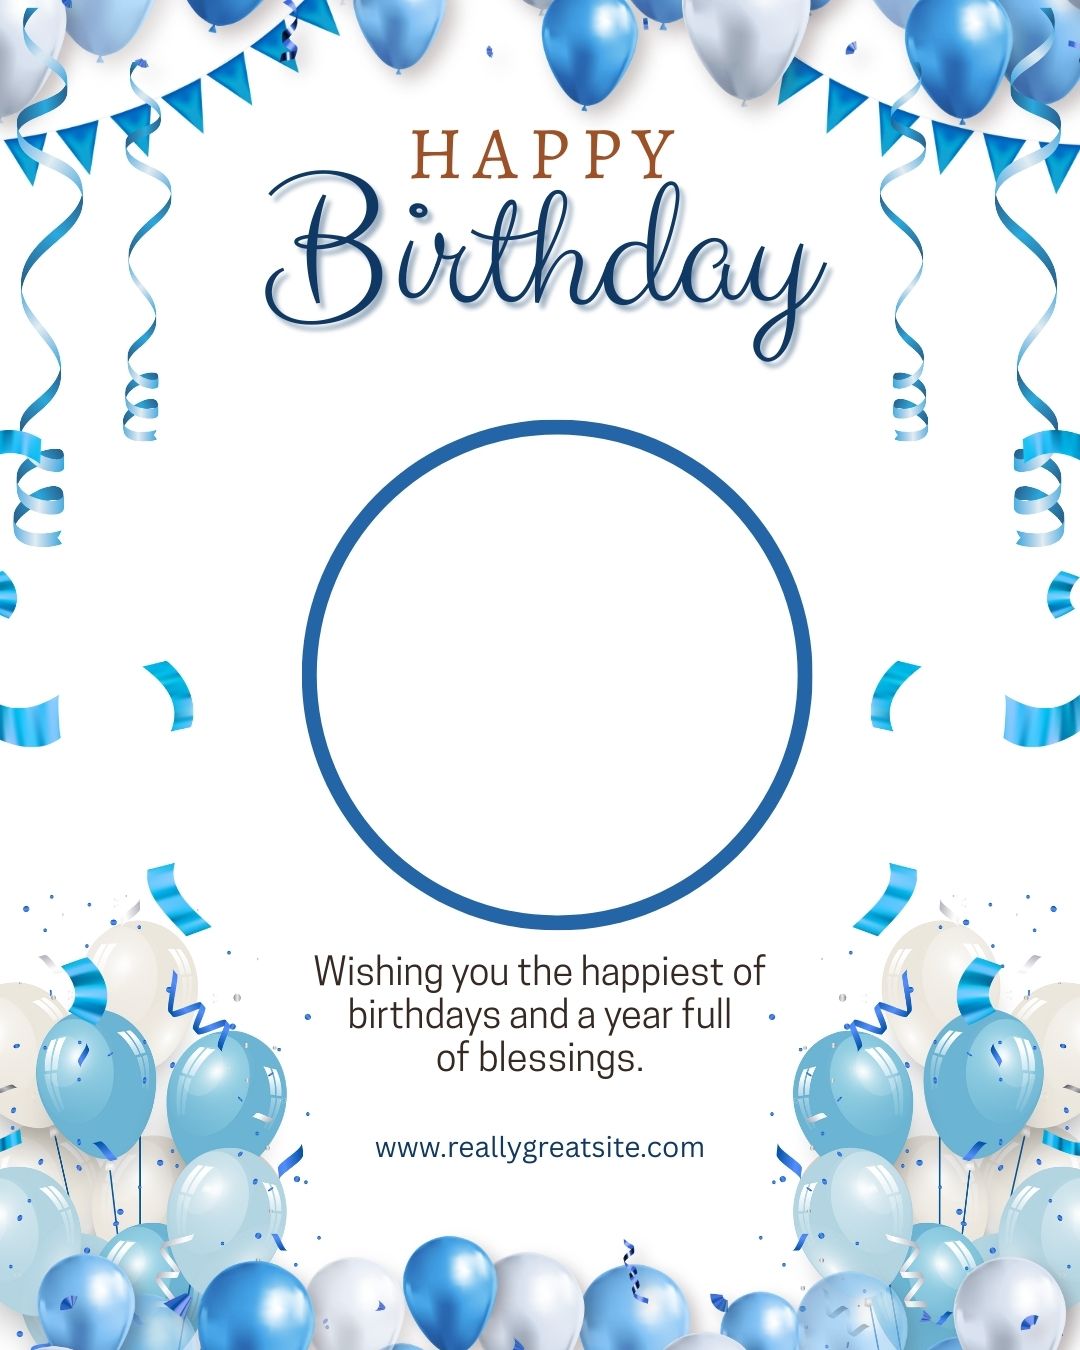 HAPPY
Birthday
Wishing you the happiest of
birthdays and a year full
of blessings.
www.reallygreatsite.com